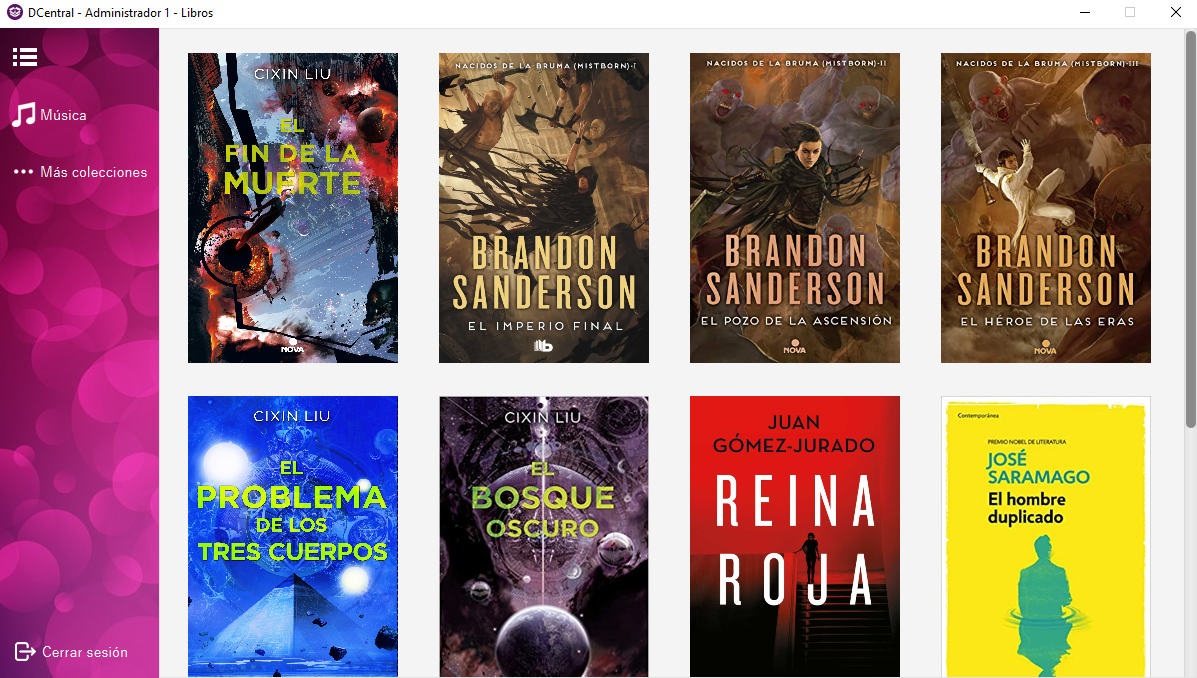 DCentral - Administrador 1 - Libros
Música
Más colecciones
Cerrar sesión
CIXIN LIU
EL
FIN DE LA
MUERTE
NOVA
NACIDOS DE LA BRUMA (MISTBORN)-I
BRANDON
SANDERSON
EL IMPERIO FINAL
b
NACIDOS DE LA BRUMA (MISTBORN)-II
BRANDON
SANDERSON
EL POZO DE LA ASCENSIÓN
NOVA
NACIDOS DE LA BRUMA (MISTBORN)-III
BRANDON
SANDERSON
EL HÉROE DE LAS ERAS
NOVA
CIXIN LIU
EL
PROBLEMA
DE LOS
TRES CUERPOS
CIXIN LIU
EL
BOSQUE
OSCURO
JUAN
GÓMEZ-JURADO
REINA
ROJA
Contemporánea
PREMIO NOBEL DE LITERATURA
JOSÉ
SARAMAGO
El hombre
duplicado